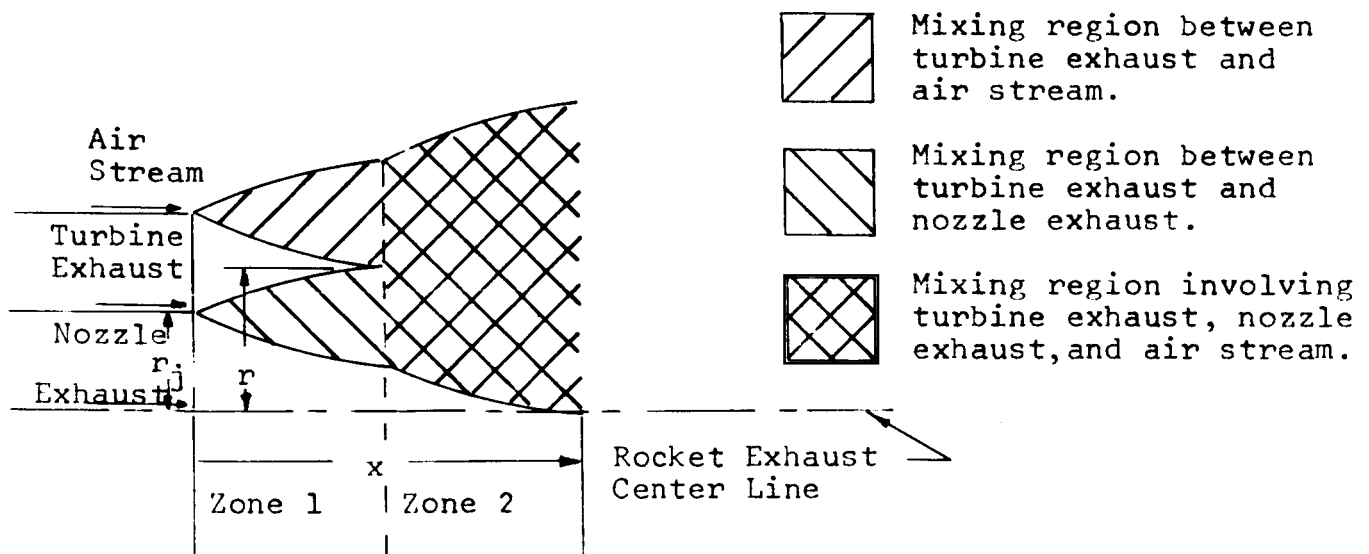 Air
Stream
Turbine
Exhaust
Nozzle
Exhaust
rj
r
x
Zone 1
Zone 2
Rocket Exhaust
Center Line
Mixing region between
turbine exhaust and
air stream.
Mixing region between
turbine exhaust and
nozzle exhaust.
Mixing region involving
turbine exhaust, nozzle
exhaust,and air stream.